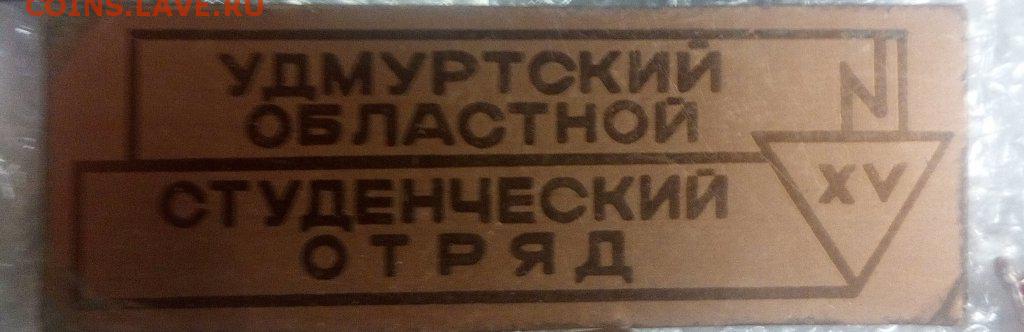 COINS.LAVE.RU
УДМУРТСКИЙ
ОБЛАСТНОЙ
СТУДЕНЧЕСКИЙ
ОТРЯД
XV